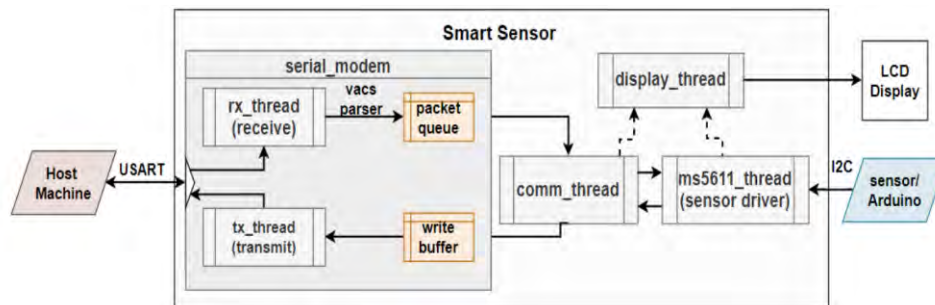 Smart Sensor
serial_modem
display_thread
LCD
Display
rx_thread
(receive)
vacs
parser
packet
queue
Host
Machine
USART
comm_thread
ms5611_thread
(sensor driver)
I2C
sensor/
Arduino
tx_thread
(transmit)
write
buffer